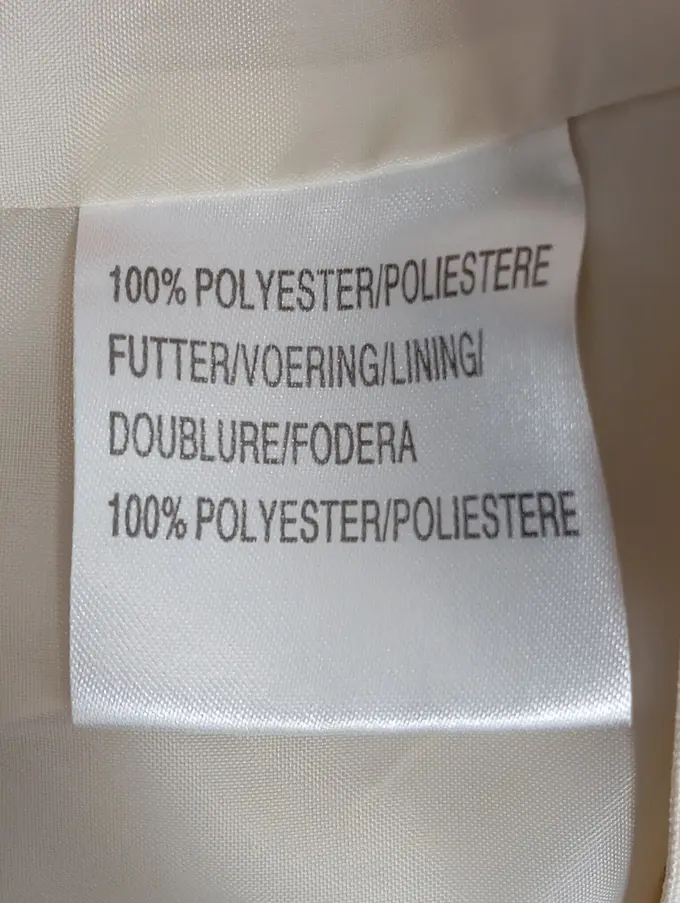 100% POLYESTER/POLIESTERE
FUTTER/VOERING/LINING/
DOUBLURE/FODERA
100% POLYESTER/POLIESTERE